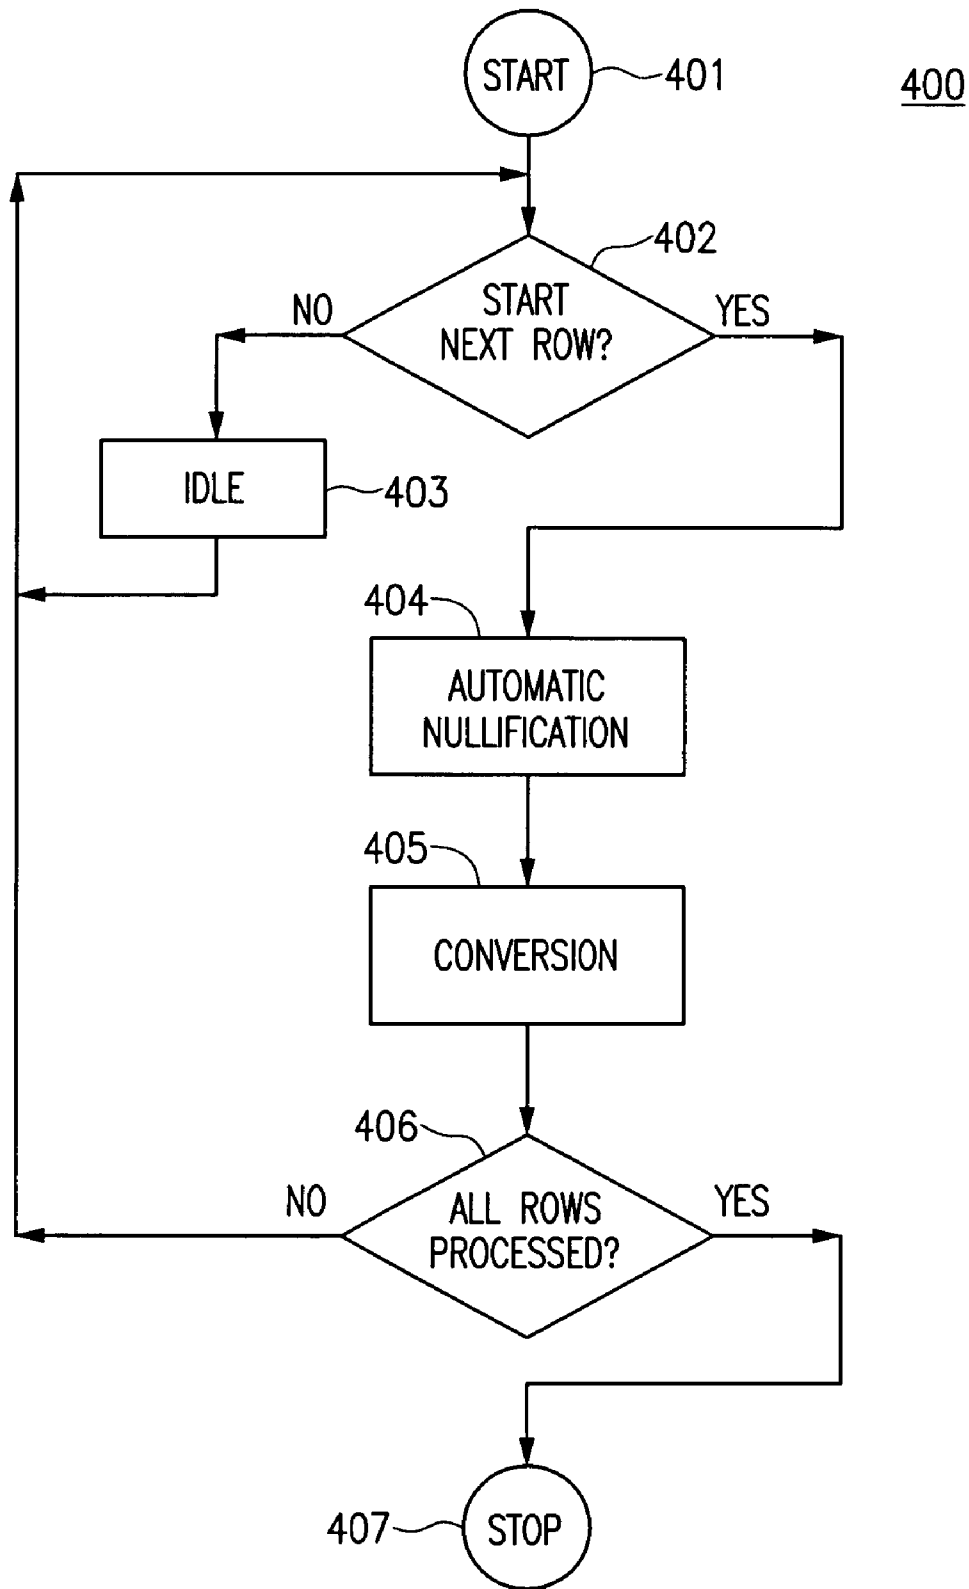 START
401
400
402
START
NEXT ROW?
NO
YES
IDLE
403
404
AUTOMATIC
NULLIFICATION
405
CONVERSION
406
ALL ROWS
PROCESSED?
NO
YES
407
STOP